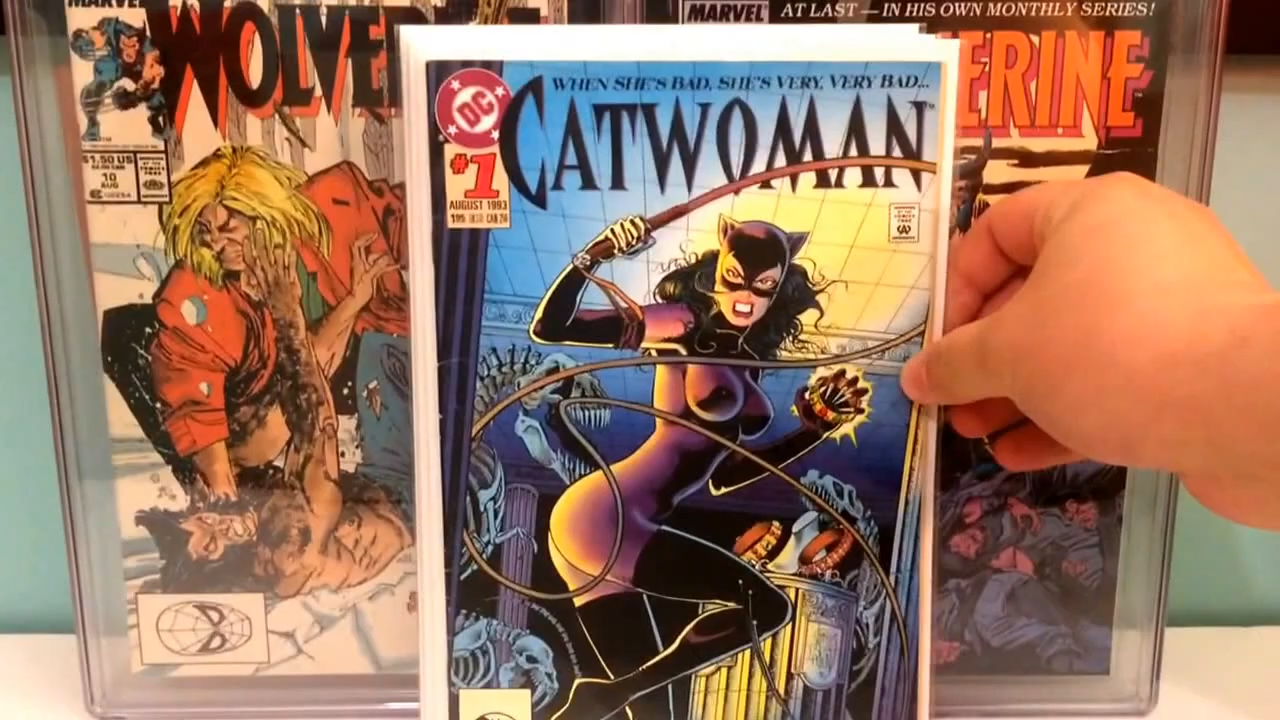 MARVEL
WOLVE
$1.50 US
10
AUG
MARVEL
AT LAST — IN HIS OWN MONTHLY SERIES!
ERINE
DC
WHEN SHE'S BAD, SHE'S VERY, VERY BAD...
CATWOMAN
#1
AUGUST 1993